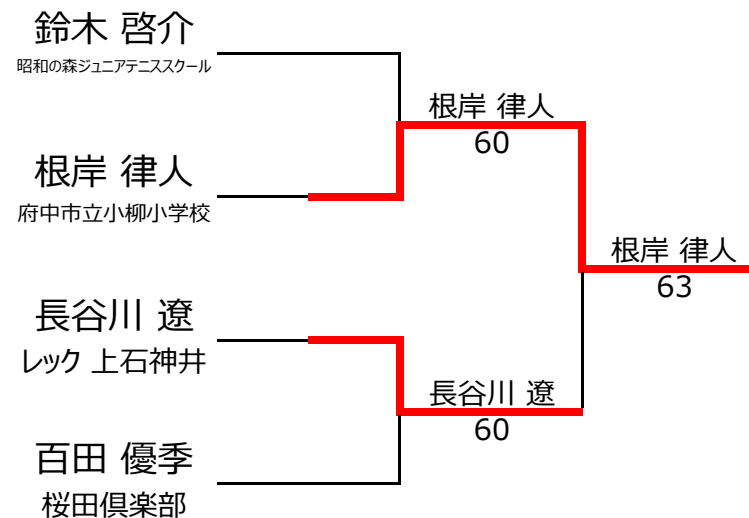 鈴木 啓介
昭和の森ジュニアテニススクール
根岸 律人
府中市立小柳小学校
長谷川 遼
レック 上石神井
百田 優季
桜田倶楽部
根岸 律人
60
長谷川 遼
60
根岸 律人
63